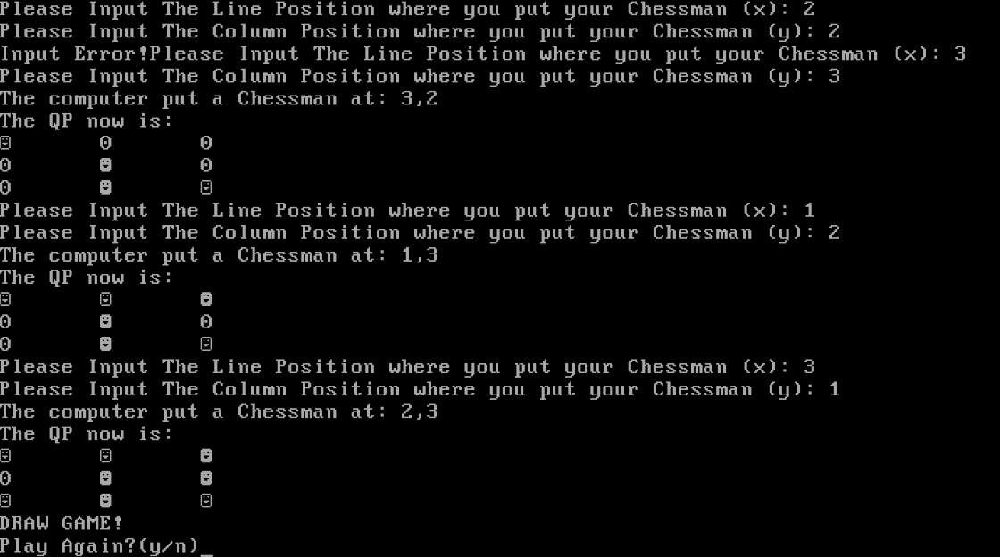 Please Input The Line Position where you put your Chessman (x): 2
Please Input The Column Position where you put your Chessman (y): 2
Input Error!Please Input The Line Position where you put your Chessman (x): 3
Please Input The Column Position where you put your Chessman (y): 3
The computer put a Chessman at: 3,2
The QP now is:
☺ 0 0
0 ☻ 0
0 ☻ ☺
Please Input The Line Position where you put your Chessman (x): 1
Please Input The Column Position where you put your Chessman (y): 2
The computer put a Chessman at: 1,3
The QP now is:
☺ ☺ ☻
0 ☻ 0
0 ☻ ☺
Please Input The Line Position where you put your Chessman (x): 3
Please Input The Column Position where you put your Chessman (y): 1
The computer put a Chessman at: 2,3
The QP now is:
☺ ☺ ☻
0 ☻ ☻
☺ ☻ ☺
DRAW GAME!
Play Again?(y/n)_